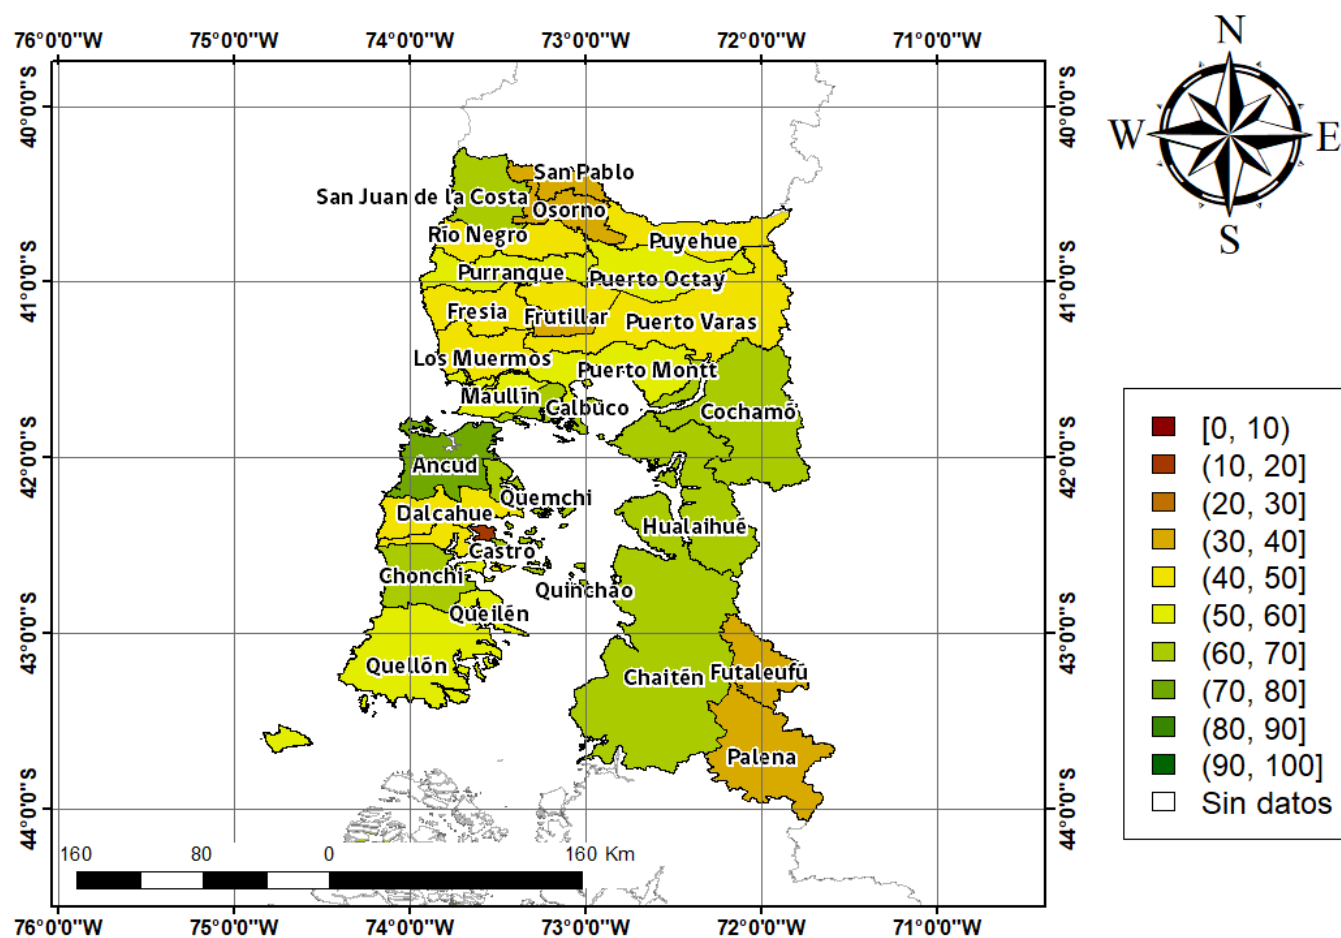 76°0'0"W 75°0'0"W 74°0'0"W 73°0'0"W 72°0'0"W 71°0'0"W
N
W E
S
40°0'0"S 40°0'0"S
San Pablo
San Juan de la Costa
Osorno
Río Negro
Puyehue
Purranque
Puerto Octay
41°0'0"S 41°0'0"S
Fresia
Frutillar
Puerto Varas
Los Muermos
Puerto Montt
Maullín
Calbuco
Cochamó
42°0'0"S 42°0'0"S
Ancud
Quemchi
Dalcahue
Hualaihué
Castro
Chonchi
Quinchao
Queilén
43°0'0"S 43°0'0"S
Quellón
Chaitén
Futaleufú
Palena
44°0'0"S 44°0'0"S
160 80 0 160 Km
76°0'0"W 75°0'0"W 74°0'0"W 73°0'0"W 72°0'0"W 71°0'0"W
[0, 10)
(10, 20]
(20, 30]
(30, 40]
(40, 50]
(50, 60]
(60, 70]
(70, 80]
(80, 90]
(90, 100]
Sin datos